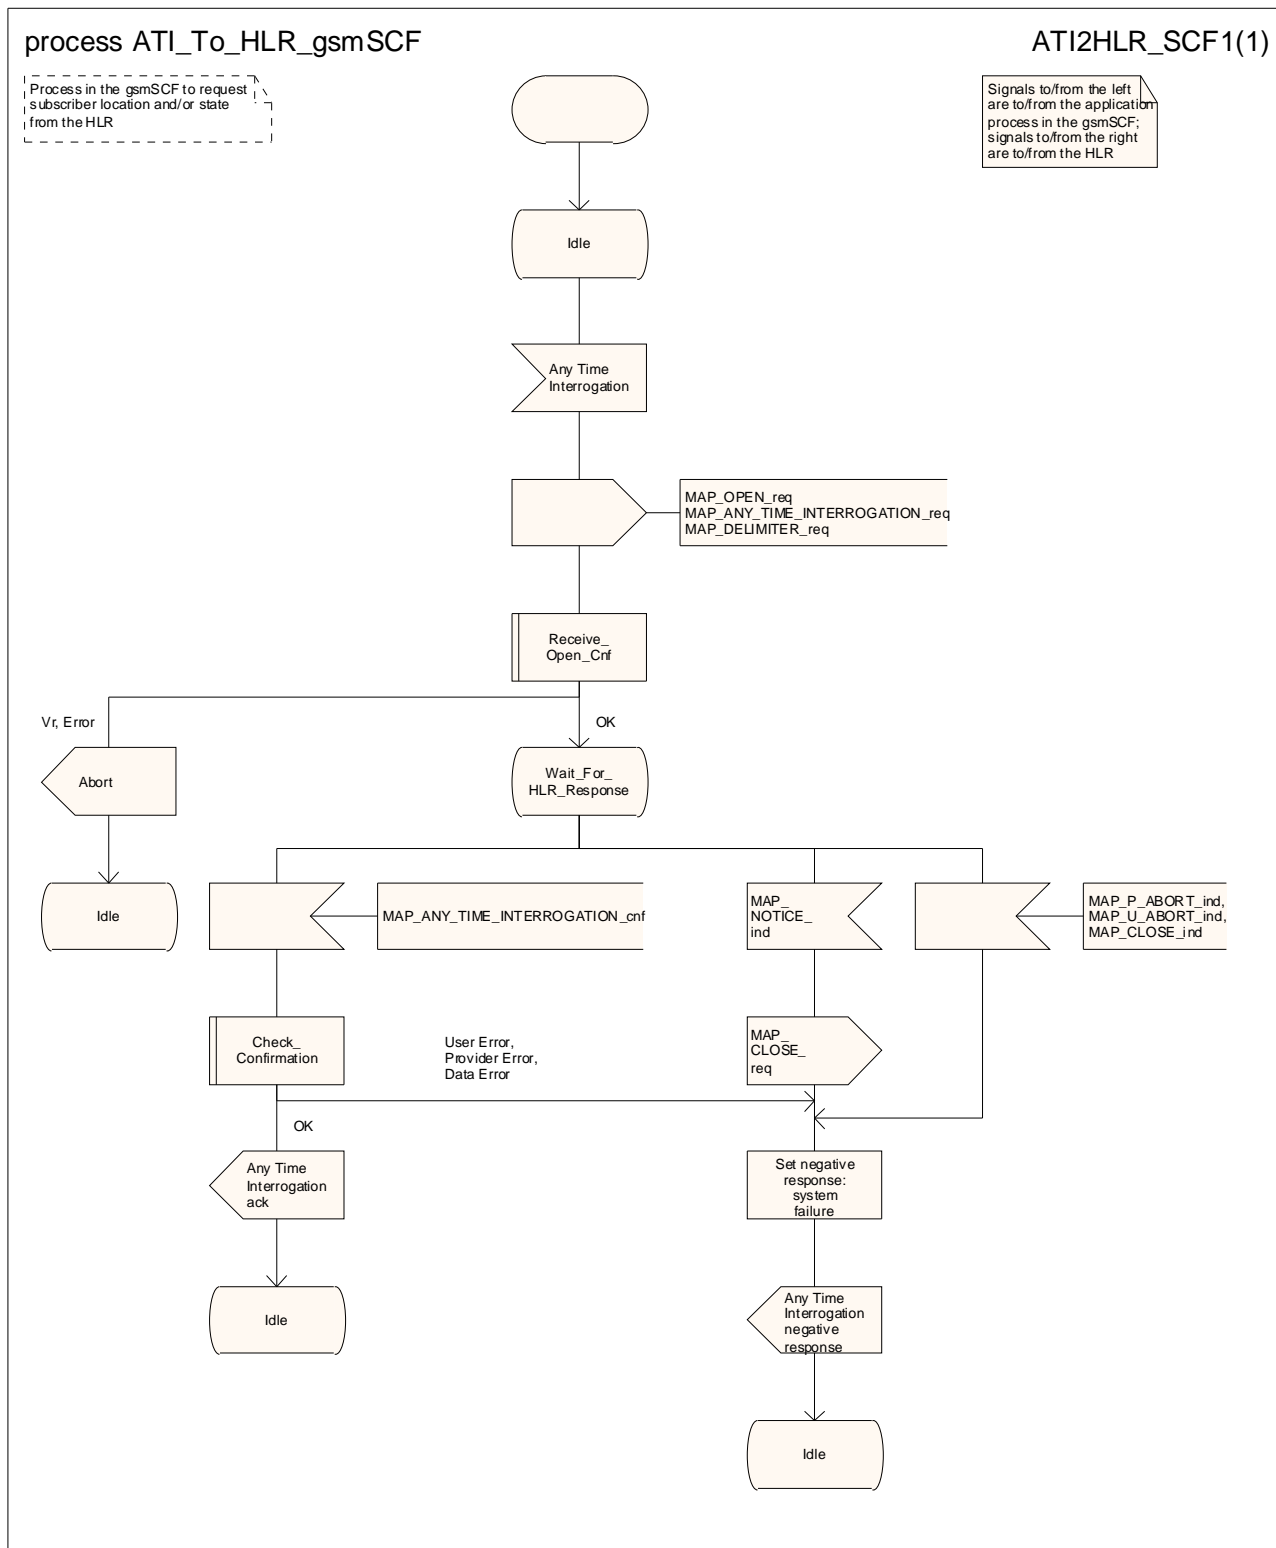 process ATI_To_HLR_gsmSCF
ATI2HLR_SCF1(1)
Process in the gsmSCF to request
subscriber location and/or state
from the HLR
Signals to/from the left
are to/from the application
process in the gsmSCF;
signals to/from the right
are to/from the HLR
Idle
Any Time
Interrogation
MAP_OPEN_req
MAP_ANY_TIME_INTERROGATION_req
MAP_DELIMITER_req
Receive_
Open_Cnf
Vr, Error
OK
Abort
Wait_For_
HLR_Response
Idle
MAP_ANY_TIME_INTERROGATION_cnf
MAP_
NOTICE_
ind
MAP_P_ABORT_ind,
MAP_U_ABORT_ind,
MAP_CLOSE_ind
Check_
Confirmation
User Error,
Provider Error,
Data Error
MAP_
CLOSE_
req
OK
Any Time
Interrogation
ack
Set negative
response:
system
failure
Idle
Any Time
Interrogation
negative
response
Idle